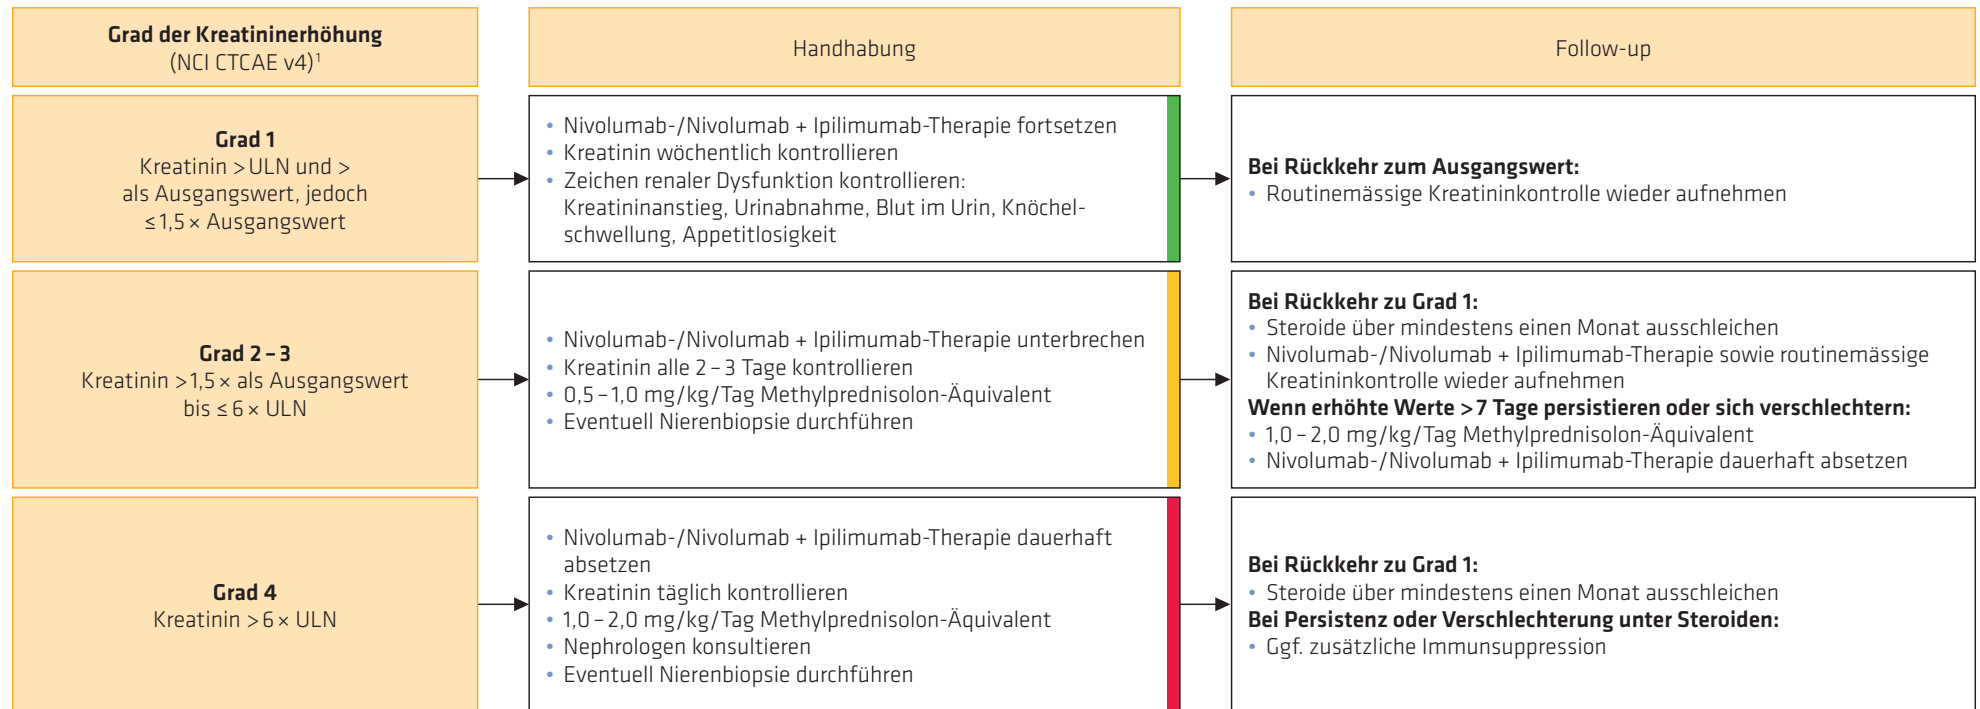 Grad der Kreatininerhöhung
(NCI CTCAE v4)¹
Handhabung
Follow-up
Grad 1
Kreatinin > ULN und >
als Ausgangswert, jedoch
≤ 1,5 × Ausgangswert
• Nivolumab-/Nivolumab + Ipilimumab-Therapie fortsetzen
• Kreatinin wöchentlich kontrollieren
• Zeichen renaler Dysfunktion kontrollieren:
Kreatininanstieg, Urinabnahme, Blut im Urin, Knöchel-
schwellung, Appetitlosigkeit
Bei Rückkehr zum Ausgangswert:
• Routinemässige Kreatininkontrolle wieder aufnehmen
Grad 2 – 3
Kreatinin > 1,5 × als Ausgangswert
bis ≤ 6 × ULN
• Nivolumab-/Nivolumab + Ipilimumab-Therapie unterbrechen
• Kreatinin alle 2 – 3 Tage kontrollieren
• 0,5 – 1,0 mg/kg/Tag Methylprednisolon-Äquivalent
• Eventuell Nierenbiopsie durchführen
Bei Rückkehr zu Grad 1:
• Steroide über mindestens einen Monat ausschleichen
• Nivolumab-/Nivolumab + Ipilimumab-Therapie sowie routinemässige
Kreatininkontrolle wieder aufnehmen
Wenn erhöhte Werte > 7 Tage persistieren oder sich verschlechtern:
• 1,0 – 2,0 mg/kg/Tag Methylprednisolon-Äquivalent
• Nivolumab-/Nivolumab + Ipilimumab-Therapie dauerhaft absetzen
Grad 4
Kreatinin > 6 × ULN
• Nivolumab-/Nivolumab + Ipilimumab-Therapie dauerhaft
absetzen
• Kreatinin täglich kontrollieren
• 1,0 – 2,0 mg/kg/Tag Methylprednisolon-Äquivalent
• Nephrologen konsultieren
• Eventuell Nierenbiopsie durchführen
Bei Rückkehr zu Grad 1:
• Steroide über mindestens einen Monat ausschleichen
Bei Persistenz oder Verschlechterung unter Steroiden:
• Ggf. zusätzliche Immunsuppression